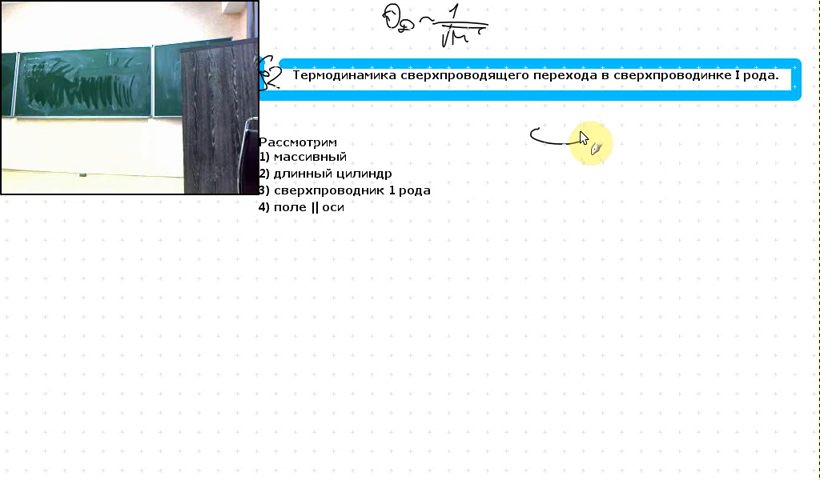 Θ_D ~ 1/√M
§2 Термодинамика сверхпроводящего перехода в сверхпроводинке I рода.
Рассмотрим
1) массивный
2) длинный цилиндр
3) сверхпроводник 1 рода
4) поле || оси